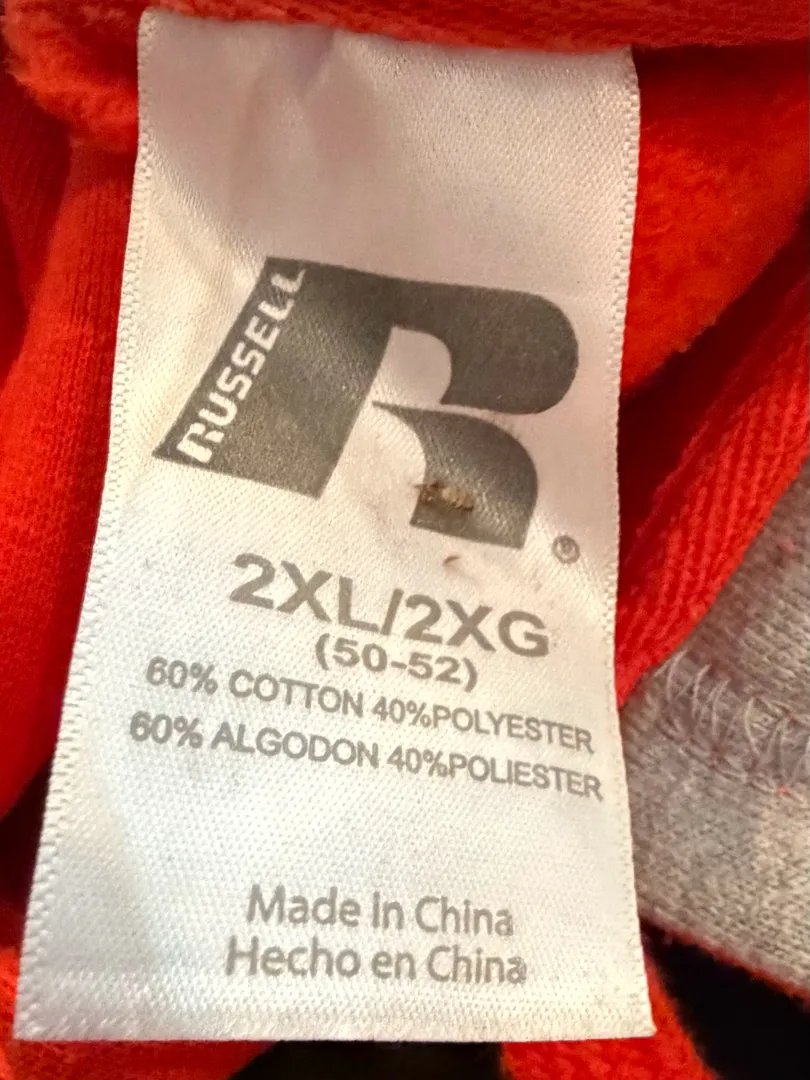 RUSSELL
®
2XL/2XG
(50-52)
60% COTTON 40%POLYESTER
60% ALGODON 40%POLIESTER
Made in China
Hecho en China